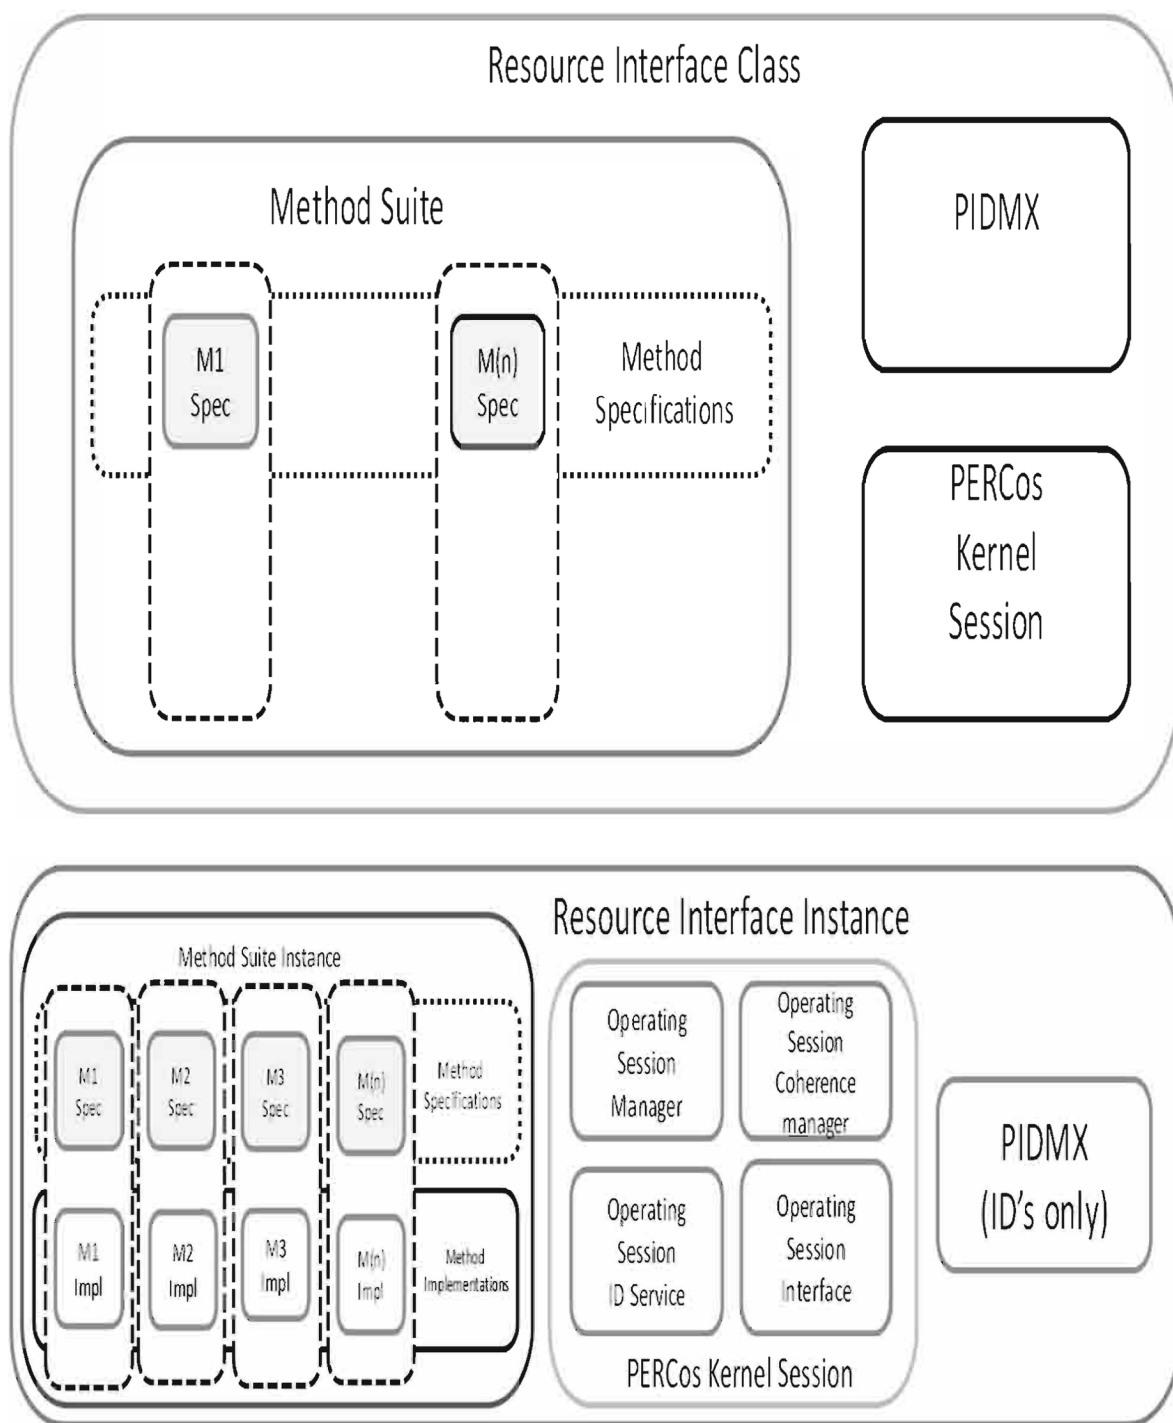 Resource Interface Class
Method Suite
M1
Spec
M(n)
Spec
Method
Specifications
PIDMX
PERCos
Kernel
Session
Resource Interface Instance
Method Suite Instance
M1
Spec
M2
Spec
M3
Spec
M(n)
Spec
Method
Specifications
M1
Impl
M2
Impl
M3
Impl
M(n)
Impl
Method
Implementations
Operating
Session
Manager
Operating
Session
Coherence
manager
Operating
Session
ID Service
Operating
Session
Interface
PERCos Kernel Session
PIDMX
(ID's only)